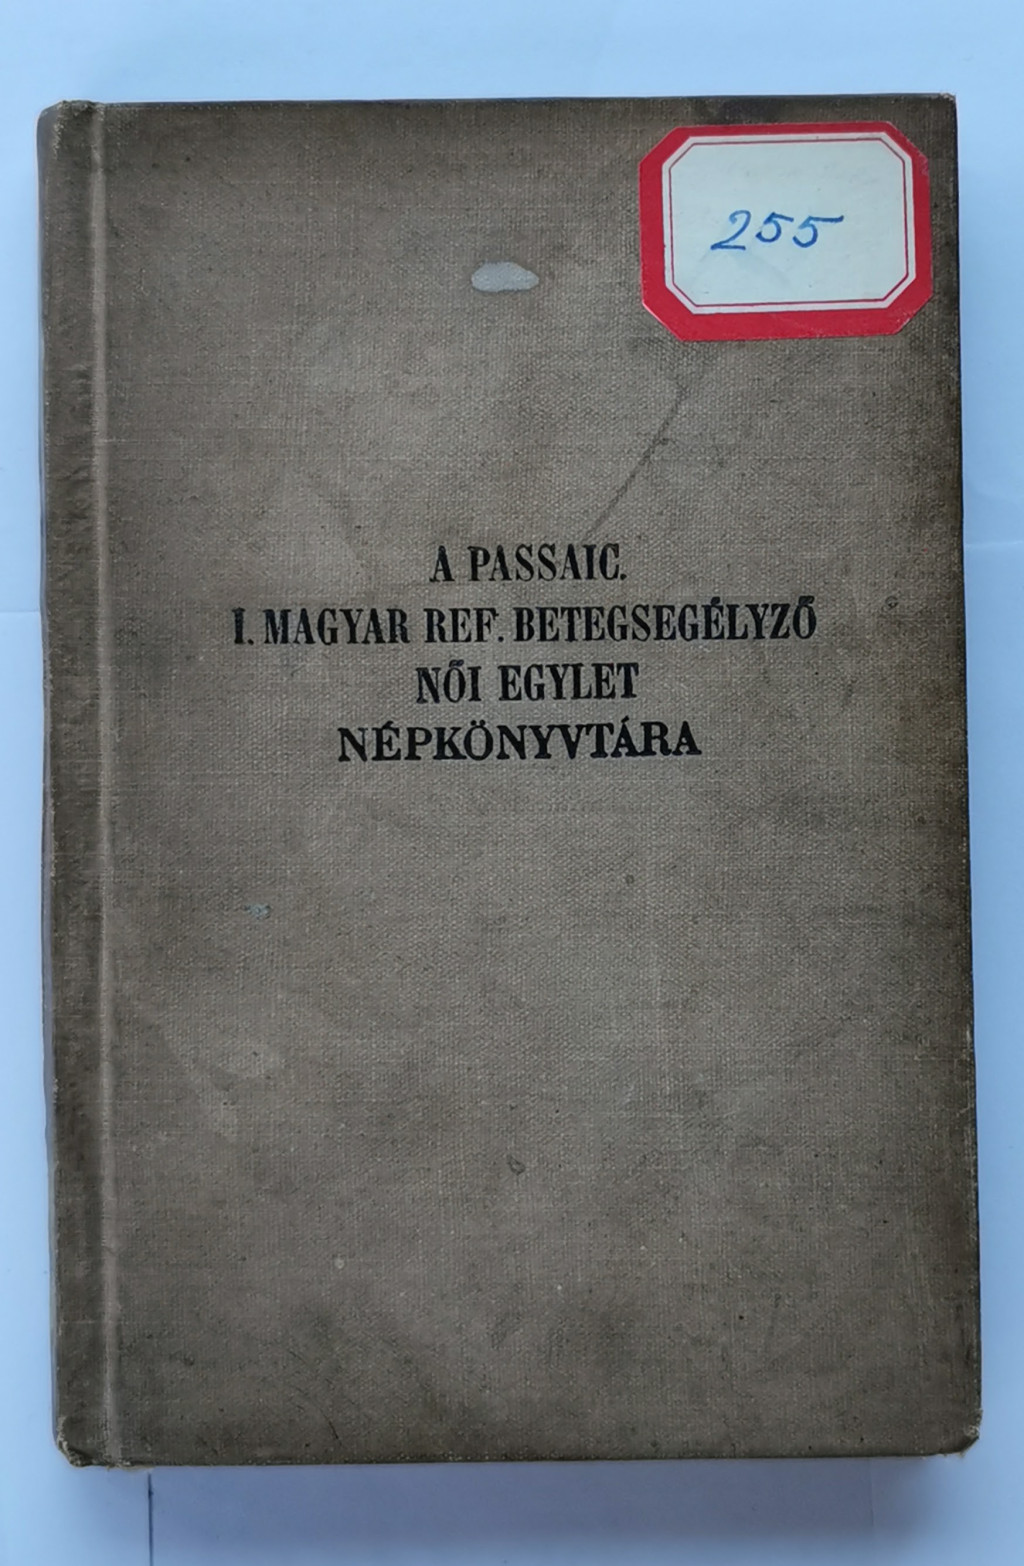 255
A PASSAIC.
I. MAGYAR REF. BETEGSEGÉLYZŐ
NŐI EGYLET
NÉPKÖNYVTÁRA